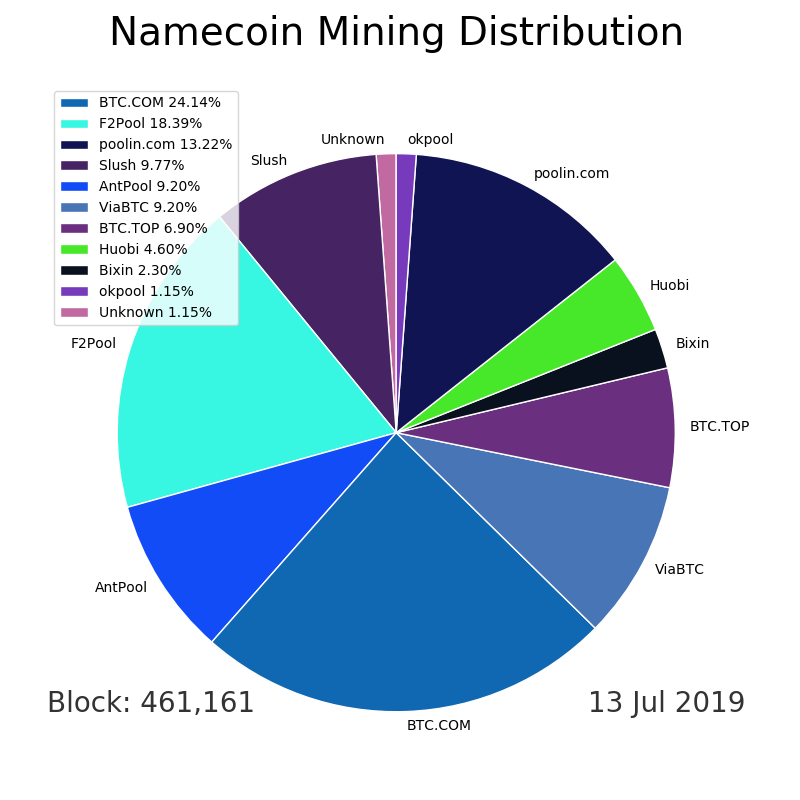 Namecoin Mining Distribution
BTC.COM 24.14%
F2Pool 18.39%
poolin.com 13.22%
Slush 9.77%
AntPool 9.20%
ViaBTC 9.20%
BTC.TOP 6.90%
Huobi 4.60%
Bixin 2.30%
okpool 1.15%
Unknown 1.15%
Unknown
okpool
Slush
poolin.com
Huobi
F2Pool
Bixin
BTC.TOP
ViaBTC
AntPool
Block: 461,161
13 Jul 2019
BTC.COM